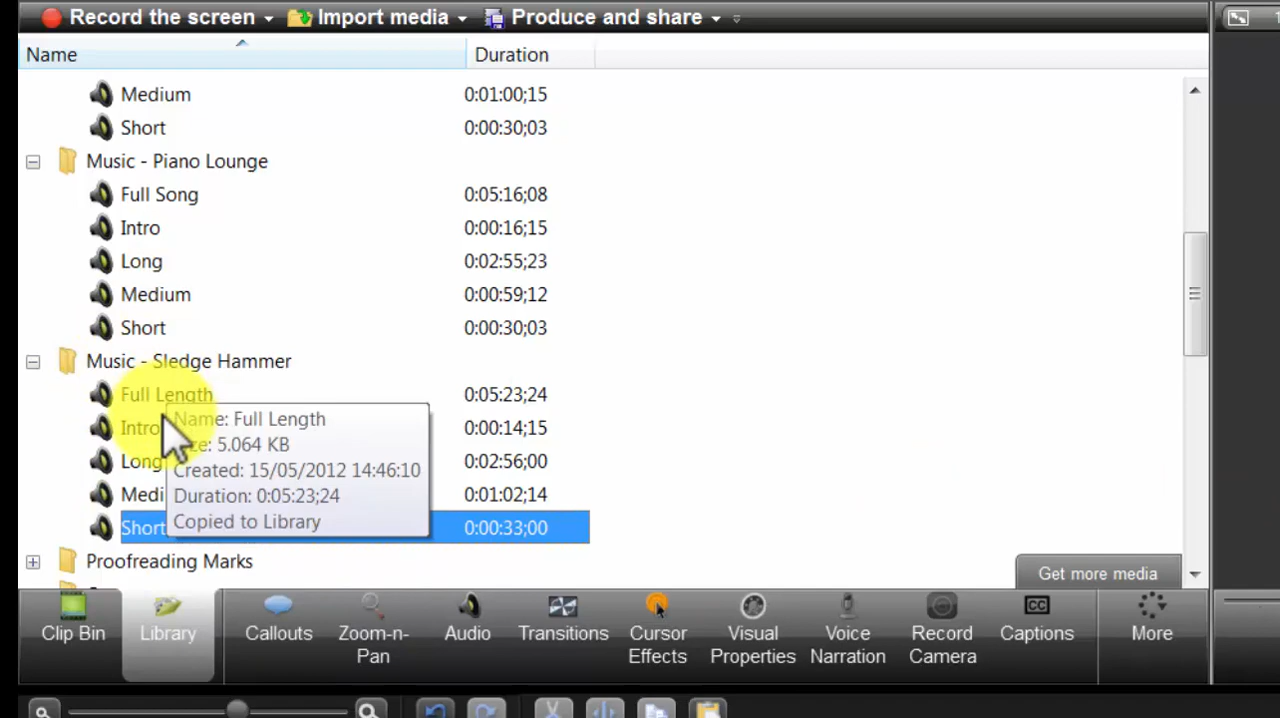 Record the screen Import media Produce and share
Name Duration
Medium 0:01:00;15
Short 0:00:30;03
Music - Piano Lounge
Full Song 0:05:16;08
Intro 0:00:16;15
Long 0:02:55;23
Medium 0:00:59;12
Short 0:00:30;03
Music - Sledge Hammer
Full Length 0:05:23;24
Name: Full Length
Intro 0:00:14;15
5.064 KB
Long 0:02:56;00
Created: 15/05/2012 14:46:10
Medi 0:01:02;14
Duration: 0:05:23;24
Short 0:00:33;00
Copied to Library
Proofreading Marks
Get more media
Clip Bin Library Callouts Zoom-n-Pan Audio Transitions Cursor Effects Visual Properties Voice Narration Record Camera CC Captions More